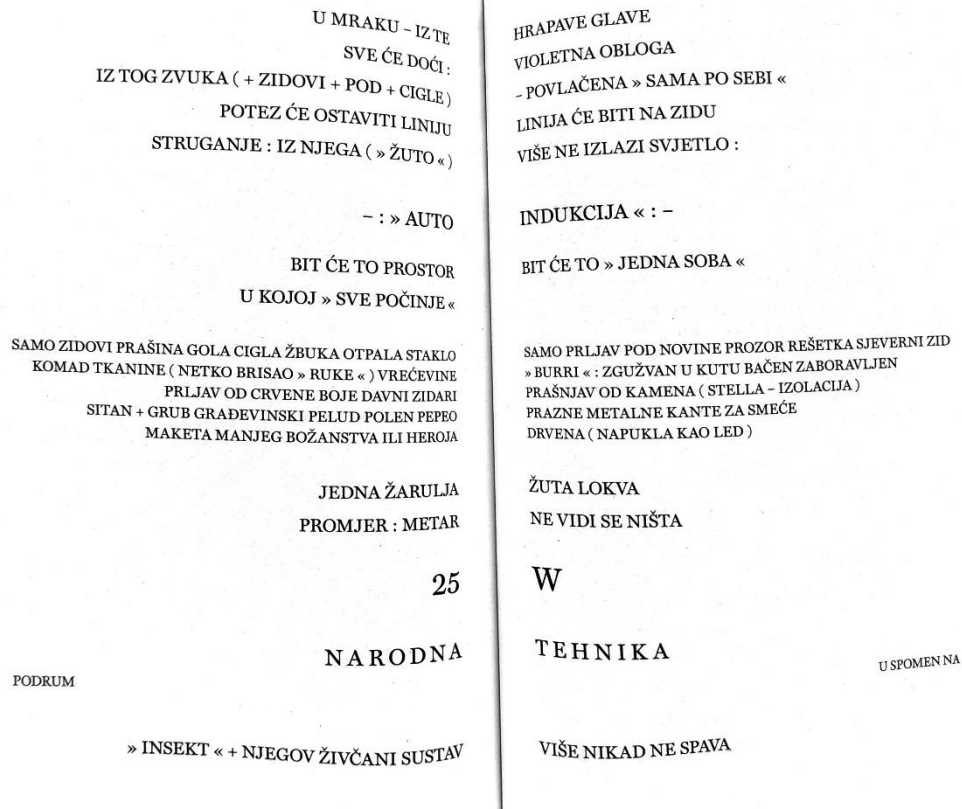 U MRAKU – IZ TE HRAPAVE GLAVE
SVE ĆE DOĆI : VIOLETNA OBLOGA
IZ TOG ZVUKA ( + ZIDOVI + POD + CIGLE ) – POVLAČENA » SAMA PO SEBI «
POTEZ ĆE OSTAVITI LINIJU LINIJA ĆE BITI NA ZIDU
STRUGANJE : IZ NJEGA ( » ŽUTO « ) VIŠE NE IZLAZI SVJETLO :
– : » AUTO INDUKCIJA « : –
BIT ĆE TO PROSTOR BIT ĆE TO » JEDNA SOBA «
U KOJOJ » SVE POČINJE «
SAMO ZIDOVI PRAŠINA GOLA CIGLA ŽBUKA OTPALA STAKLO SAMO PRLJAV POD NOVINE PROZOR REŠETKA SJEVERNI ZID
KOMAD TKANINE ( NETKO BRISAO » RUKE « ) VREĆEVINE » BURRI « : ZGUŽVAN U KUTU BAČEN ZABORAVLJEN
PRLJAV OD CRVENE BOJE DAVNI ZIDARI PRAŠNJAV OD KAMENA ( STELLA – IZOLACIJA )
SITAN + GRUB GRAĐEVINSKI PELUD POLEN PEPEO PRAZNE METALNE KANTE ZA SMEĆE
MAKETA MANJEG BOŽANSTVA ILI HEROJA DRVENA ( NAPUKLA KAO LED )
JEDNA ŽARULJA ŽUTA LOKVA
PROMJER : METAR NE VIDI SE NIŠTA
25 W
NARODNA TEHNIKA
U SPOMEN NA
PODRUM
» INSEKT « + NJEGOV ŽIVČANI SUSTAV VIŠE NIKAD NE SPAVA